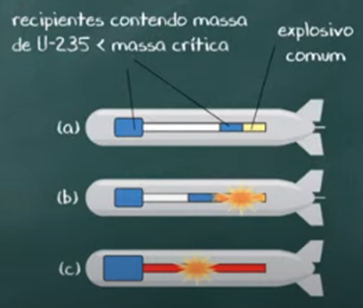 recipientes contendo massa
de U-235 < massa crítica
explosivo
comum
(a)
(b)
(c)